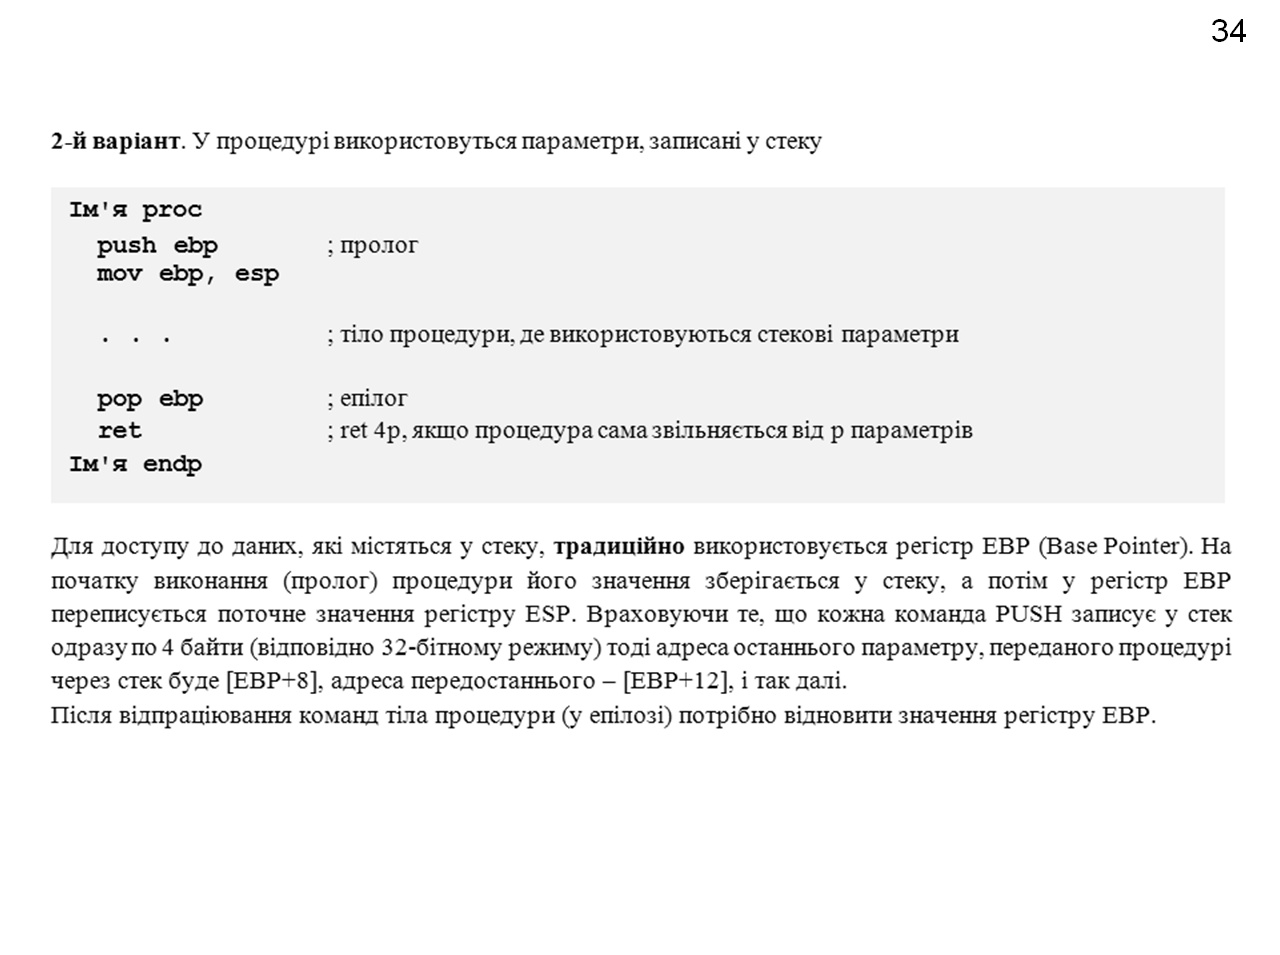 34
2-й варіант. У процедурі використовуться параметри, записані у стеку
Ім'я proc
push ebp ; пролог
mov ebp, esp
. . . ; тіло процедури, де використовуються стекові параметри
pop ebp ; епілог
ret ; ret 4p, якщо процедура сама звільняється від p параметрів
Ім'я endp
Для доступу до даних, які містяться у стеку, традиційно використовується регістр EBP (Base Pointer). На
початку виконання (пролог) процедури його значення зберігається у стеку, а потім у регістр EBP
переписується поточне значення регістру ESP. Враховуючи те, що кожна команда PUSH записує у стек
одразу по 4 байти (відповідно 32-бітному режиму) тоді адреса останнього параметру, переданого процедурі
через стек буде [EBP+8], адреса передостаннього – [EBP+12], і так далі.
Після відпраціювання команд тіла процедури (у епілозі) потрібно відновити значення регістру EBP.